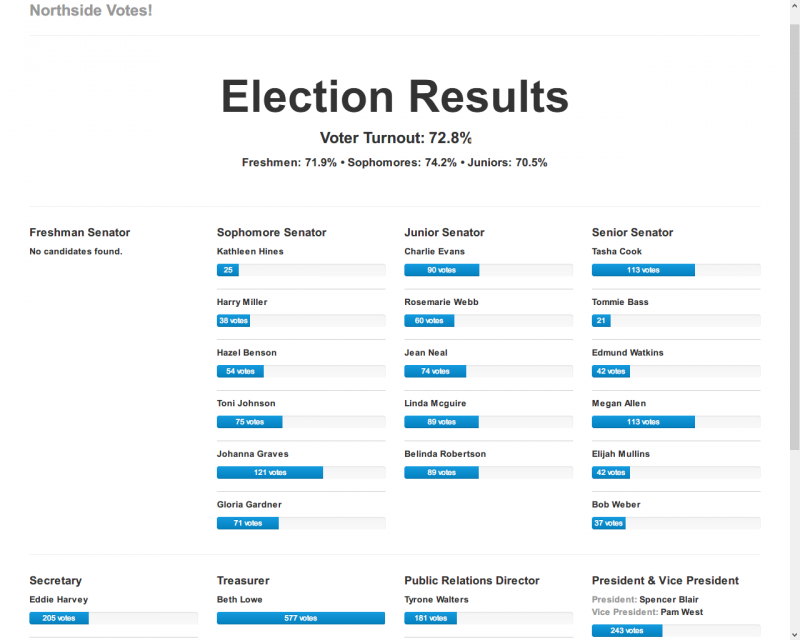 Northside Votes!
Election Results
Voter Turnout: 72.8%
Freshmen: 71.9% • Sophomores: 74.2% • Juniors: 70.5%
Freshman Senator
No candidates found.
Sophomore Senator
Kathleen Hines
25
Harry Miller
38 votes
Hazel Benson
54 votes
Toni Johnson
75 votes
Johanna Graves
121 votes
Gloria Gardner
71 votes
Junior Senator
Charlie Evans
90 votes
Rosemarie Webb
60 votes
Jean Neal
74 votes
Linda Mcguire
89 votes
Belinda Robertson
89 votes
Senior Senator
Tasha Cook
113 votes
Tommie Bass
21
Edmund Watkins
42 votes
Megan Allen
113 votes
Elijah Mullins
42 votes
Bob Weber
37 votes
Secretary
Eddie Harvey
205 votes
Treasurer
Beth Lowe
577 votes
Public Relations Director
Tyrone Walters
181 votes
President & Vice President
President: Spencer Blair
Vice President: Pam West
243 votes